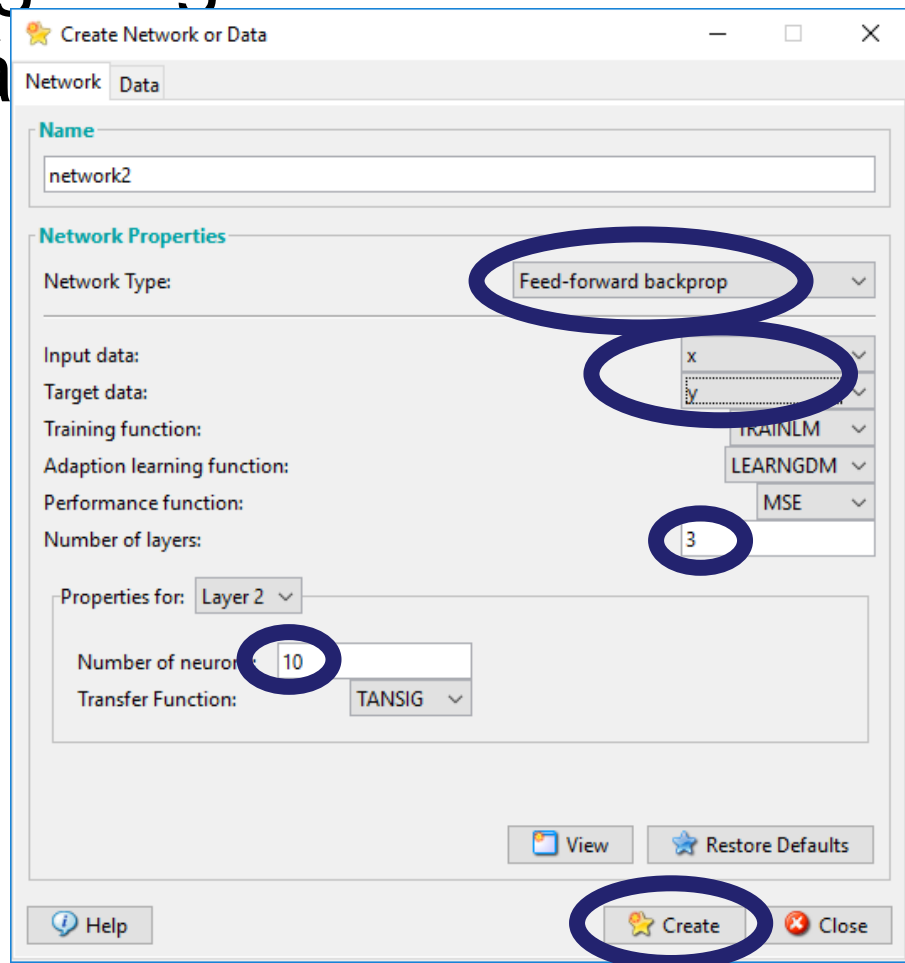 Create Network or Data
Network Data
Name
network2
Network Properties
Network Type: Feed-forward backprop
Input data: x
Target data: y
Training function: TRAINLM
Adaption learning function: LEARNGDM
Performance function: MSE
Number of layers: 3
Properties for: Layer 2
Number of neuron : 10
Transfer Function: TANSIG
View Restore Defaults
Help Create Close